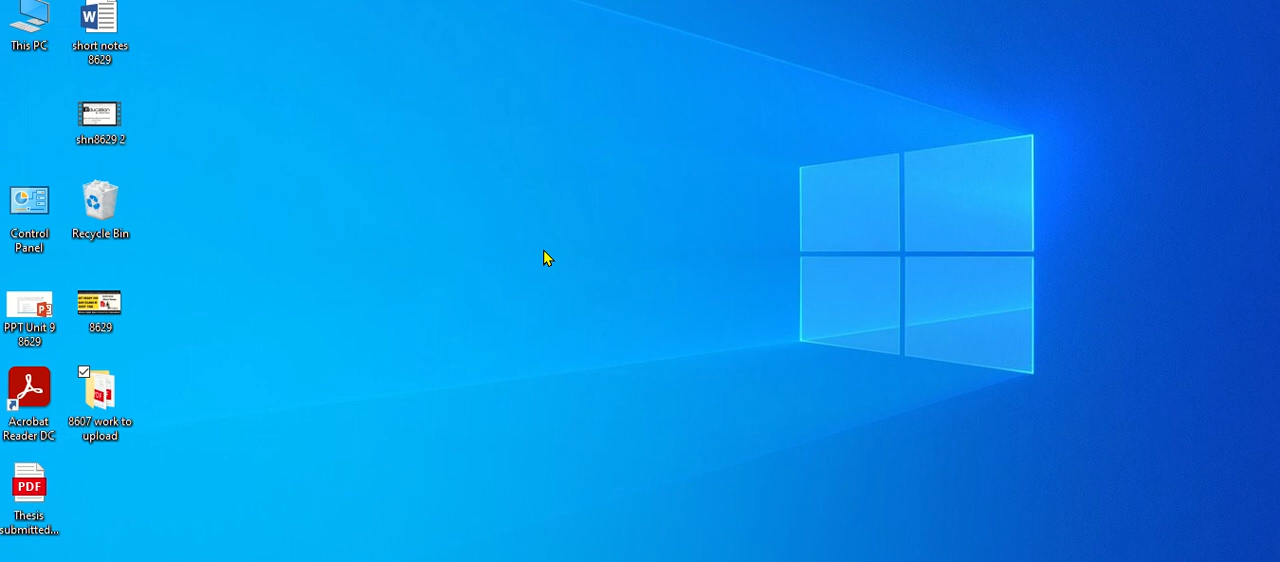 This PC
short notes
8629
shn8629 2
Control
Panel
Recycle Bin
PPT Unit 9
8629
8629
Acrobat
Reader DC
8607 work to
upload
PDF
Thesis
submitted...